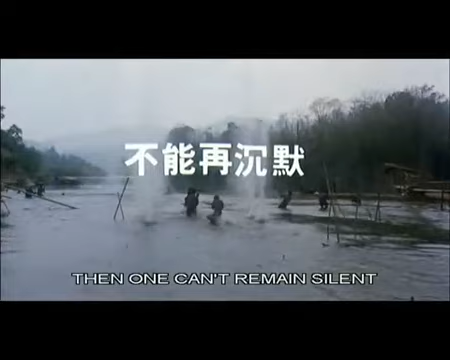 不能再沉默
THEN ONE CAN'T REMAIN SILENT